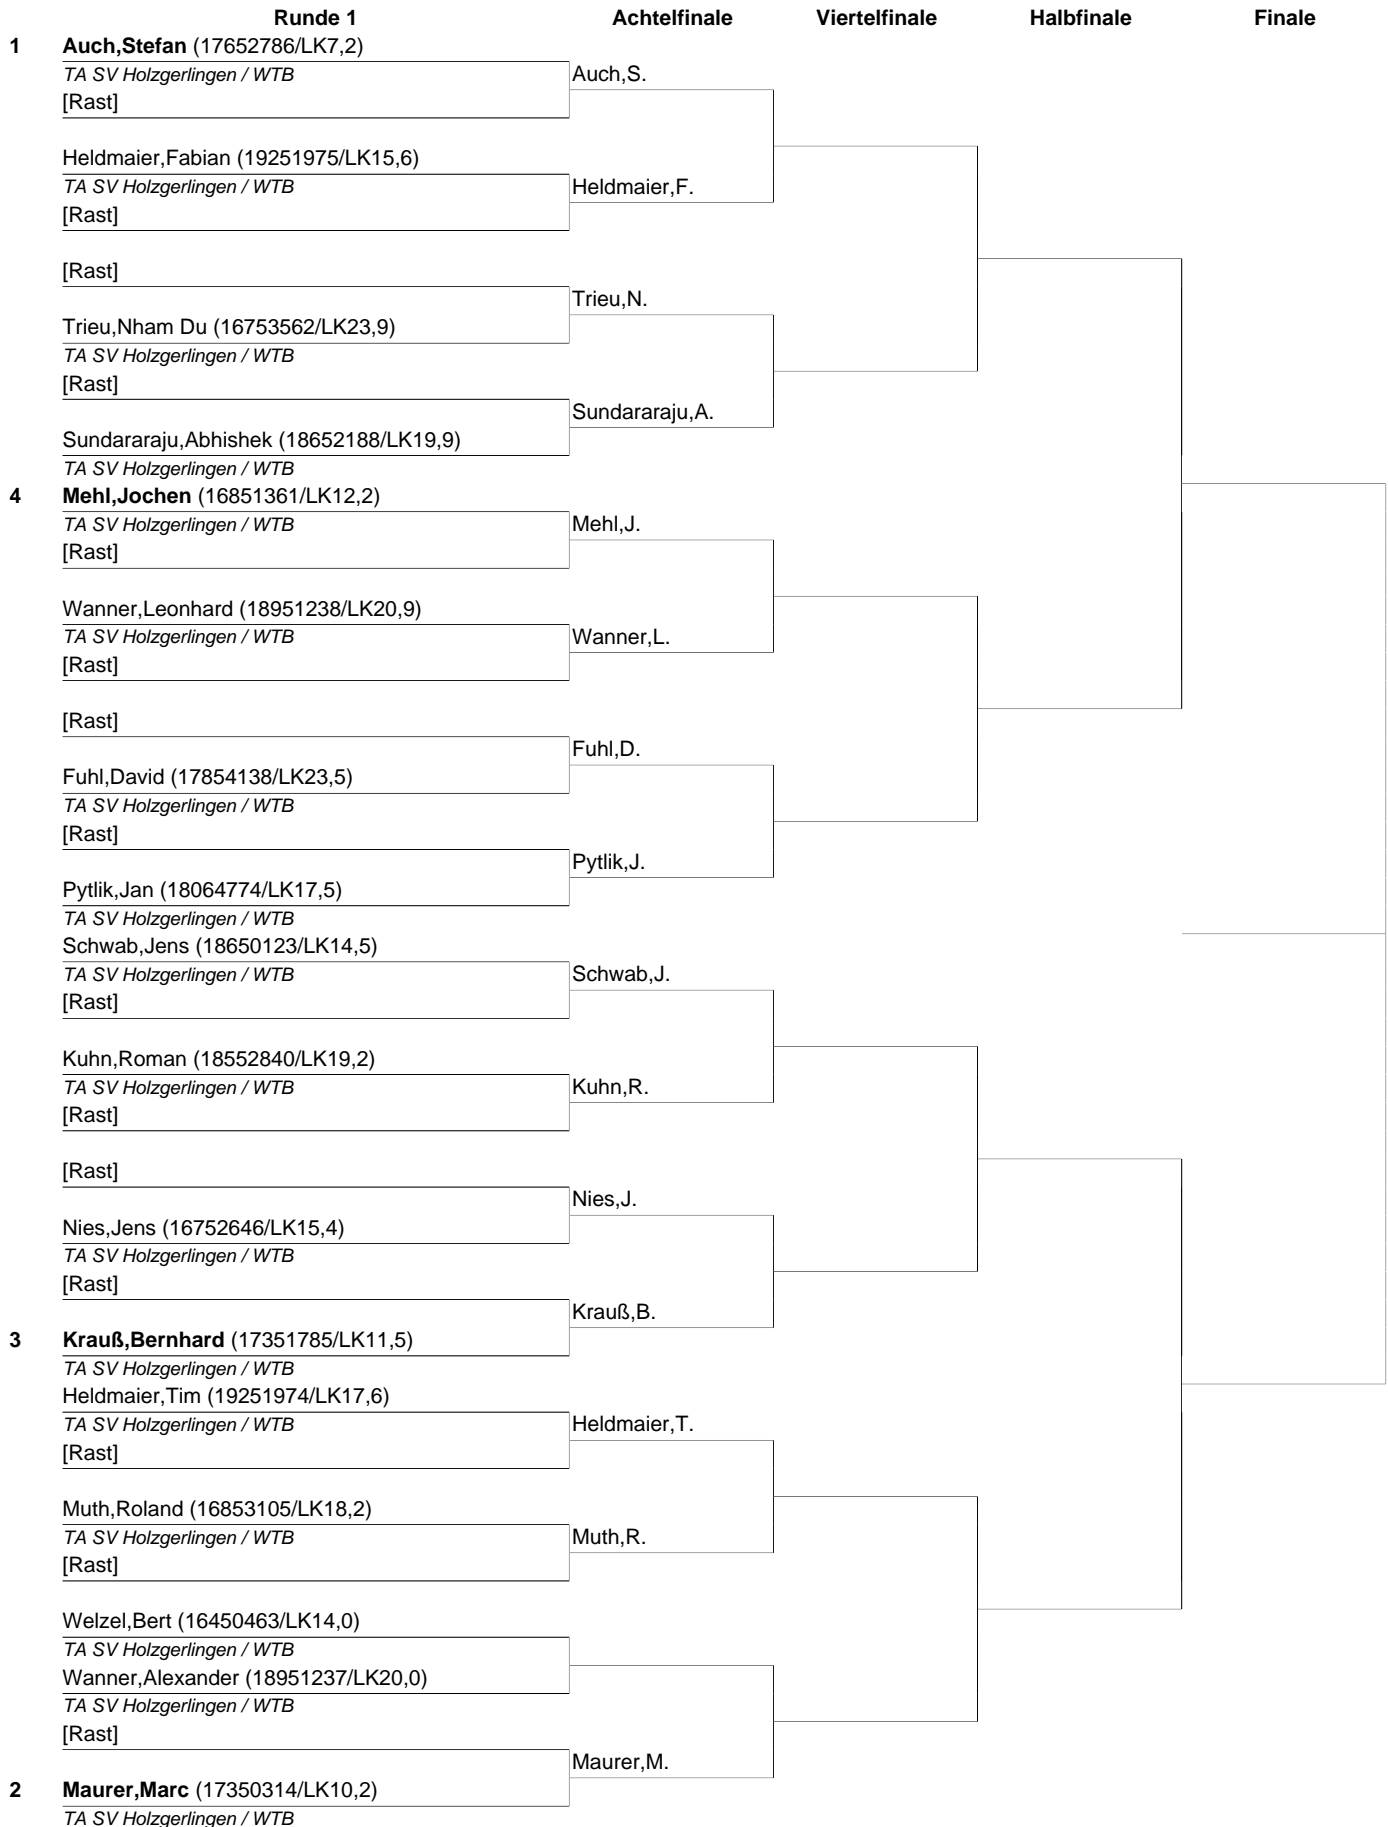 Runde 1 Achtelfinale Viertelfinale Halbfinale Finale
1 Auch,Stefan (17652786/LK7,2)
TA SV Holzgerlingen / WTB Auch,S.
[Rast]
Heldmaier,Fabian (19251975/LK15,6)
TA SV Holzgerlingen / WTB Heldmaier,F.
[Rast]
[Rast]
Trieu,N.
Trieu,Nham Du (16753562/LK23,9)
TA SV Holzgerlingen / WTB
[Rast]
Sundararaju,A.
Sundararaju,Abhishek (18652188/LK19,9)
TA SV Holzgerlingen / WTB
4 Mehl,Jochen (16851361/LK12,2)
TA SV Holzgerlingen / WTB Mehl,J.
[Rast]
Wanner,Leonhard (18951238/LK20,9)
TA SV Holzgerlingen / WTB Wanner,L.
[Rast]
[Rast]
Fuhl,D.
Fuhl,David (17854138/LK23,5)
TA SV Holzgerlingen / WTB
[Rast]
Pytlik,J.
Pytlik,Jan (18064774/LK17,5)
TA SV Holzgerlingen / WTB
Schwab,Jens (18650123/LK14,5)
TA SV Holzgerlingen / WTB Schwab,J.
[Rast]
Kuhn,Roman (18552840/LK19,2)
TA SV Holzgerlingen / WTB Kuhn,R.
[Rast]
[Rast]
Nies,J.
Nies,Jens (16752646/LK15,4)
TA SV Holzgerlingen / WTB
[Rast]
Krauß,B.
3 Krauß,Bernhard (17351785/LK11,5)
TA SV Holzgerlingen / WTB
Heldmaier,Tim (19251974/LK17,6)
TA SV Holzgerlingen / WTB Heldmaier,T.
[Rast]
Muth,Roland (16853105/LK18,2)
TA SV Holzgerlingen / WTB Muth,R.
[Rast]
Welzel,Bert (16450463/LK14,0)
TA SV Holzgerlingen / WTB
Wanner,Alexander (18951237/LK20,0)
TA SV Holzgerlingen / WTB
[Rast]
Maurer,M.
2 Maurer,Marc (17350314/LK10,2)
TA SV Holzgerlingen / WTB